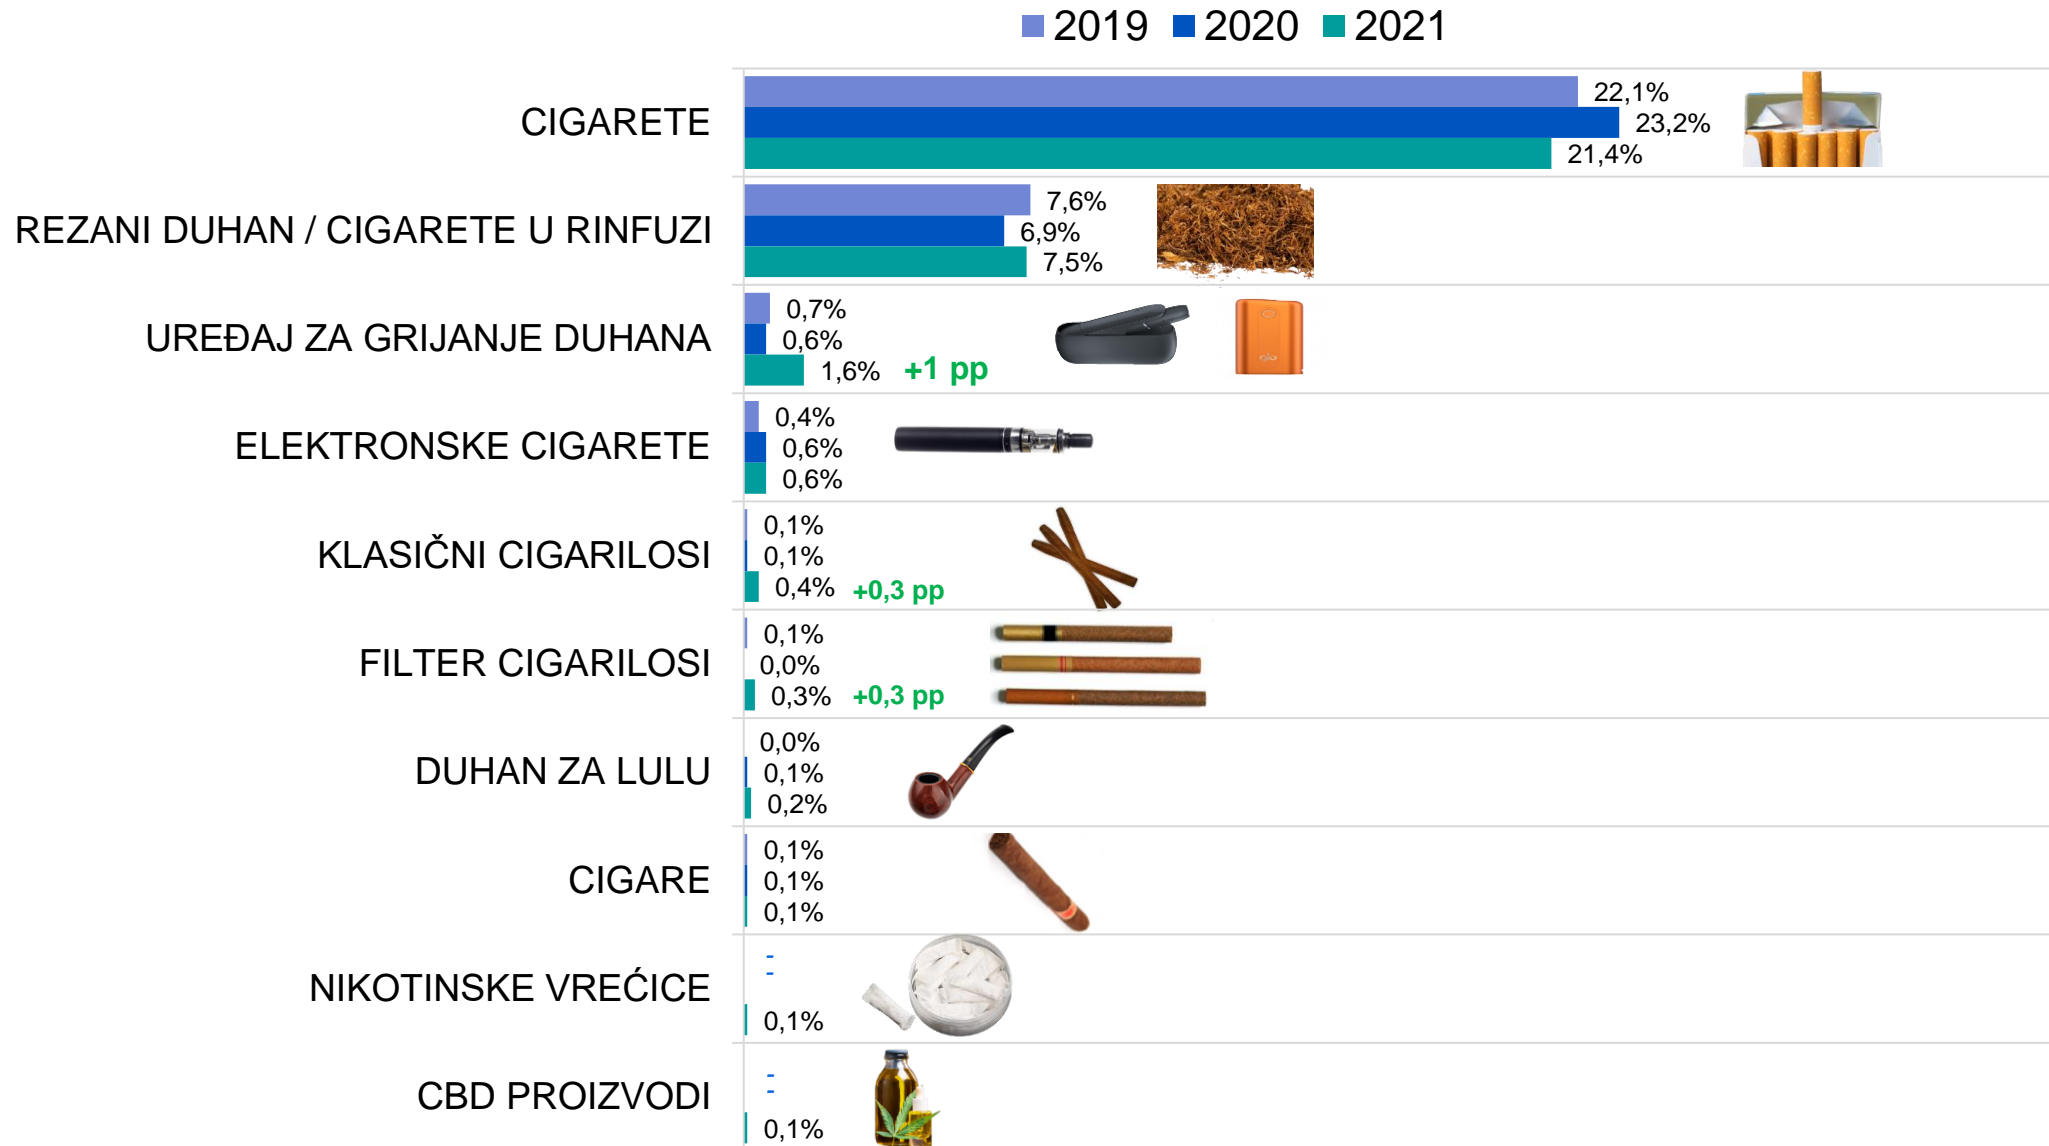 2019 2020 2021
CIGARETE
22,1%
23,2%
21,4%
REZANI DUHAN / CIGARETE U RINFUZI
7,6%
6,9%
7,5%
UREĐAJ ZA GRIJANJE DUHANA
0,7%
0,6%
1,6% +1 pp
glo
ELEKTRONSKE CIGARETE
0,4%
0,6%
0,6%
KLASIČNI CIGARILOSI
0,1%
0,1%
0,4% +0,3 pp
FILTER CIGARILOSI
0,1%
0,0%
0,3% +0,3 pp
DUHAN ZA LULU
0,0%
0,1%
0,2%
CIGARE
0,1%
0,1%
0,1%
NIKOTINSKE VREĆICE
-
-
0,1%
CBD PROIZVODI
-
-
0,1%